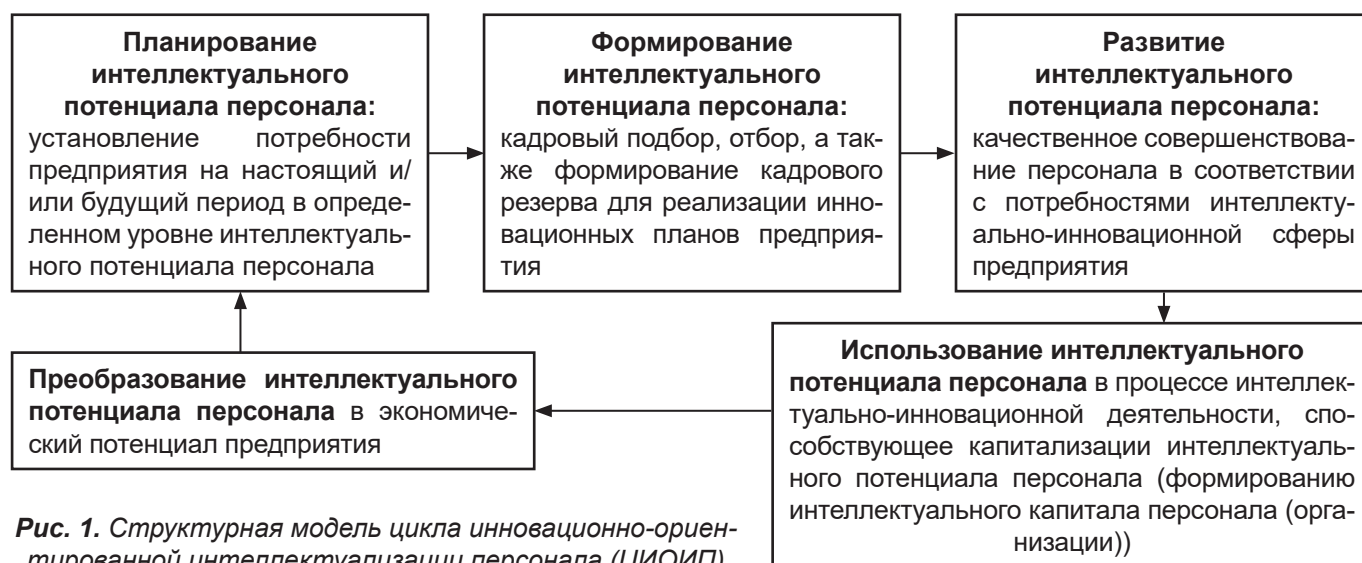 Планирование
интеллектуального
потенциала персонала:
установление потребности
предприятия на настоящий и/
или будущий период в опреде-
ленном уровне интеллектуаль-
ного потенциала персонала
Формирование
интеллектуального
потенциала персонала:
кадровый подбор, отбор, а так-
же формирование кадрового
резерва для реализации инно-
вационных планов предприя-
тия
Развитие
интеллектуального
потенциала персонала:
качественное совершенствова-
ние персонала в соответствии
с потребностями интеллекту-
ально-инновационной сферы
предприятия
Использование интеллектуального
потенциала персонала в процессе интеллек-
туально-инновационной деятельности, спо-
собствующее капитализации интеллектуаль-
ного потенциала персонала (формированию
интеллектуального капитала персонала (орга-
низации))
Преобразование интеллектуального
потенциала персонала в экономиче-
ский потенциал предприятия
Рис. 1. Структурная модель цикла инновационно-ориен-
тированной интеллектуализации персонала (ЦИОИП)